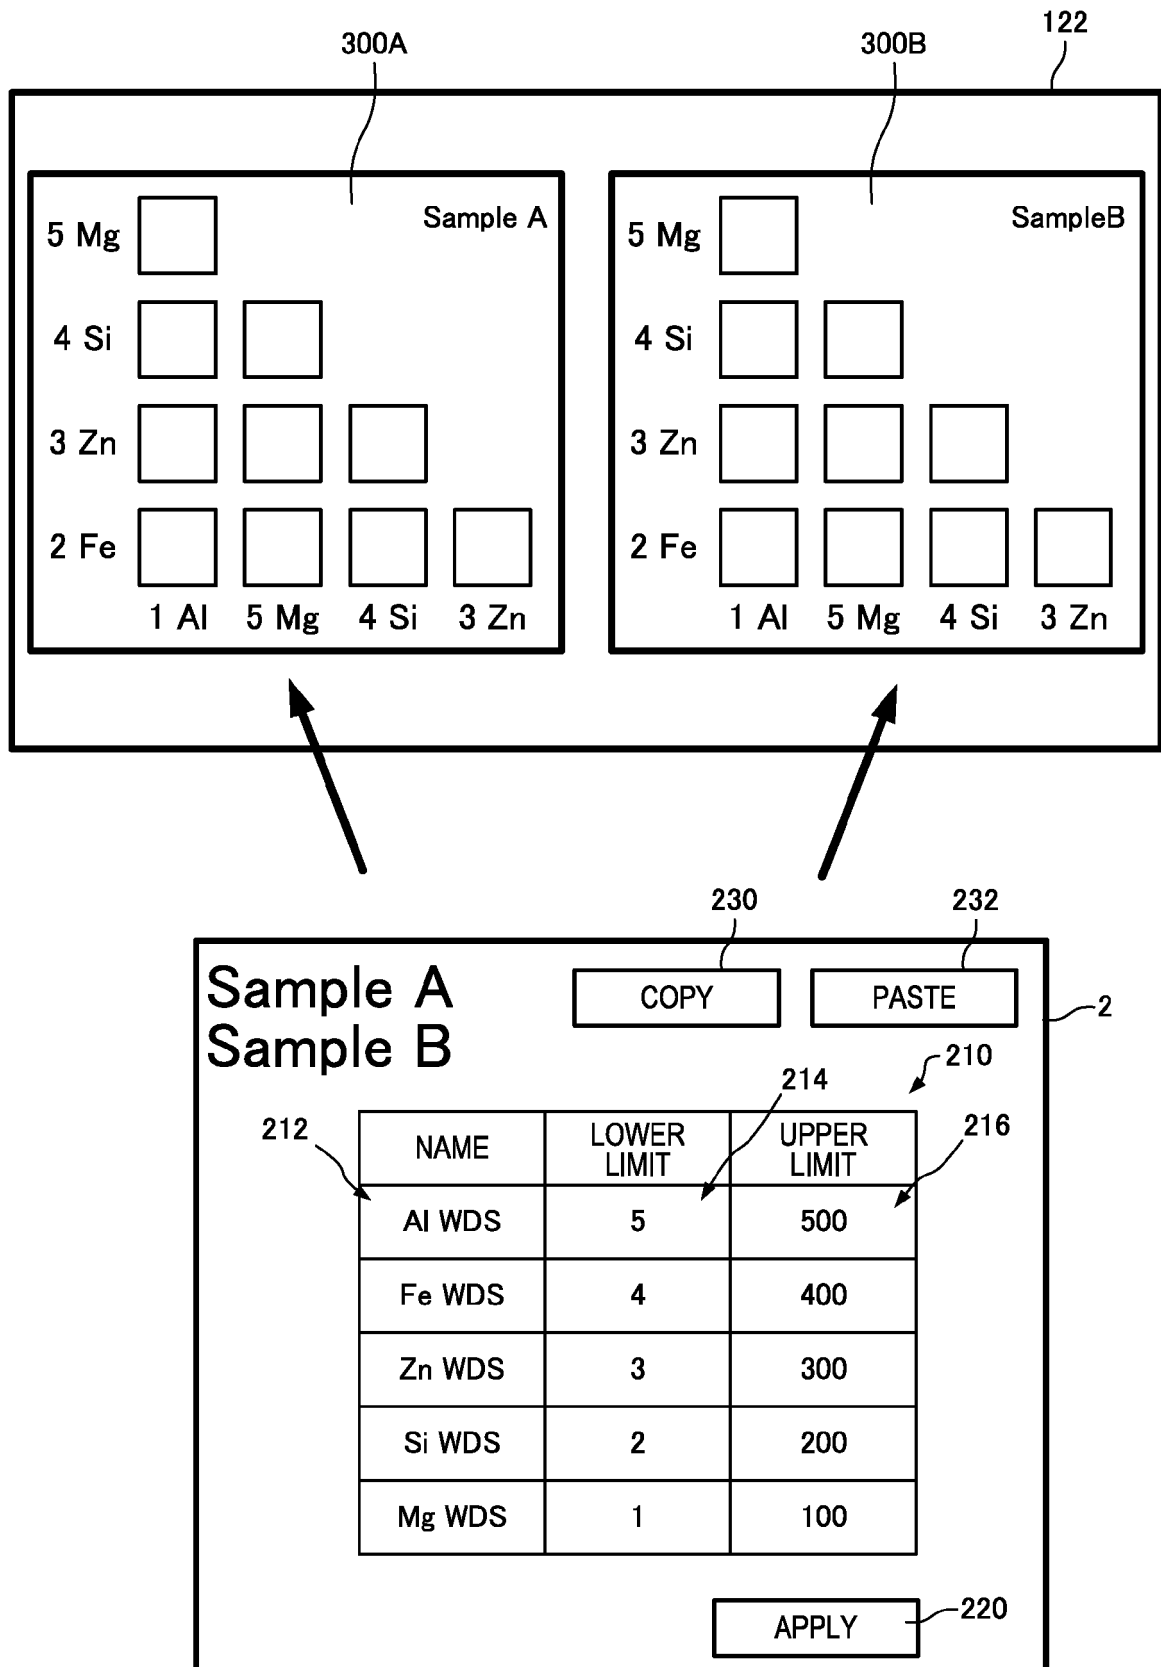 122
300A
300B
Sample A
5 Mg
4 Si
3 Zn
2 Fe
1 Al 5 Mg 4 Si 3 Zn
SampleB
5 Mg
4 Si
3 Zn
2 Fe
1 Al 5 Mg 4 Si 3 Zn
230
232
Sample A
Sample B
COPY
PASTE
2
210
214
212
216
NAME LOWER LIMIT UPPER LIMIT
Al WDS 5 500
Fe WDS 4 400
Zn WDS 3 300
Si WDS 2 200
Mg WDS 1 100
APPLY
220